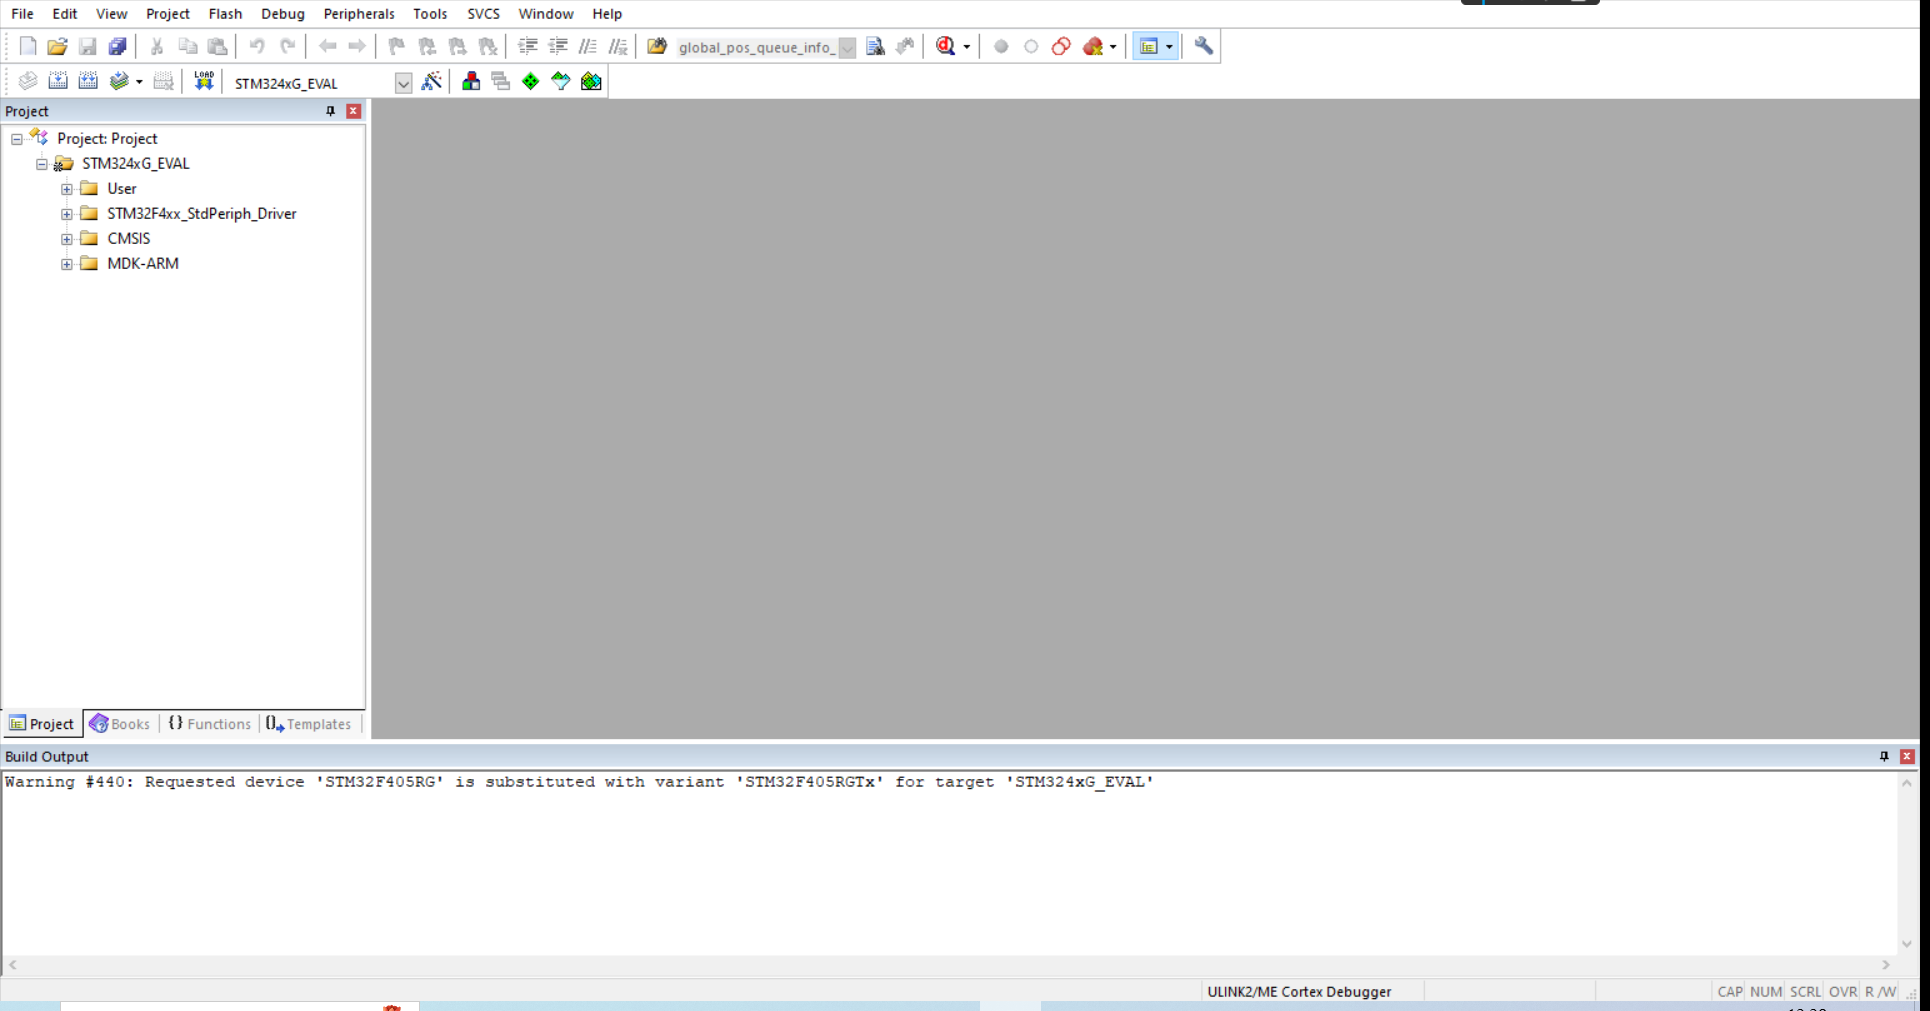 File Edit View Project Flash Debug Peripherals Tools SVCS Window Help
global_pos_queue_info_
LOAD STM324xG_EVAL
Project
Project: Project
STM324xG_EVAL
User
STM32F4xx_StdPeriph_Driver
CMSIS
MDK-ARM
Project Books {} Functions Templates
Build Output
Warning #440: Requested device 'STM32F405RG' is substituted with variant 'STM32F405RGTx' for target 'STM324xG_EVAL'
ULINK2/ME Cortex Debugger CAP NUM SCRL OVR R/W